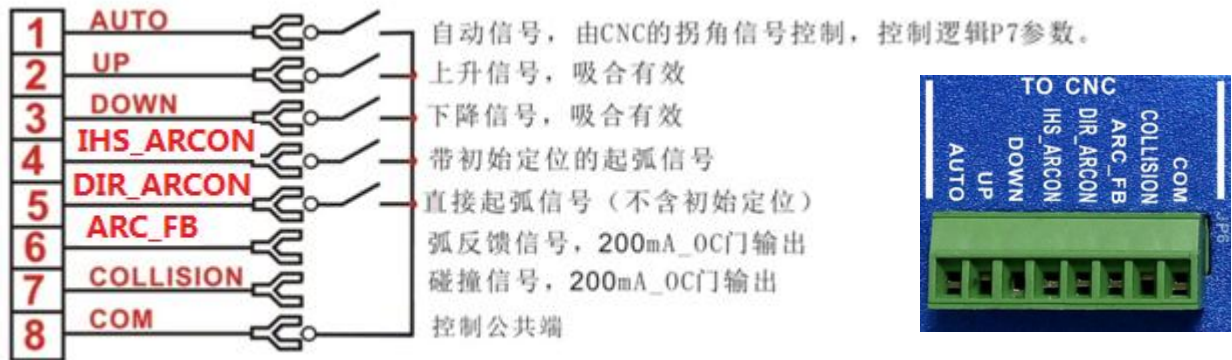 1 AUTO 自动信号，由CNC的拐角信号控制，控制逻辑P7参数。
2 UP 上升信号，吸合有效
3 DOWN 下降信号，吸合有效
4 IHS_ARCON 带初始定位的起弧信号
5 DIR_ARCON 直接起弧信号（不含初始定位）
6 ARC_FB 弧反馈信号，200mA_OC门输出
7 COLLISION 碰撞信号，200mA_OC门输出
8 COM 控制公共端
TO CNC
AUTO
UP
DOWN
IHS_ARCON
DIR_ARCON
ARC_FB
COLLISION
COM
JP6